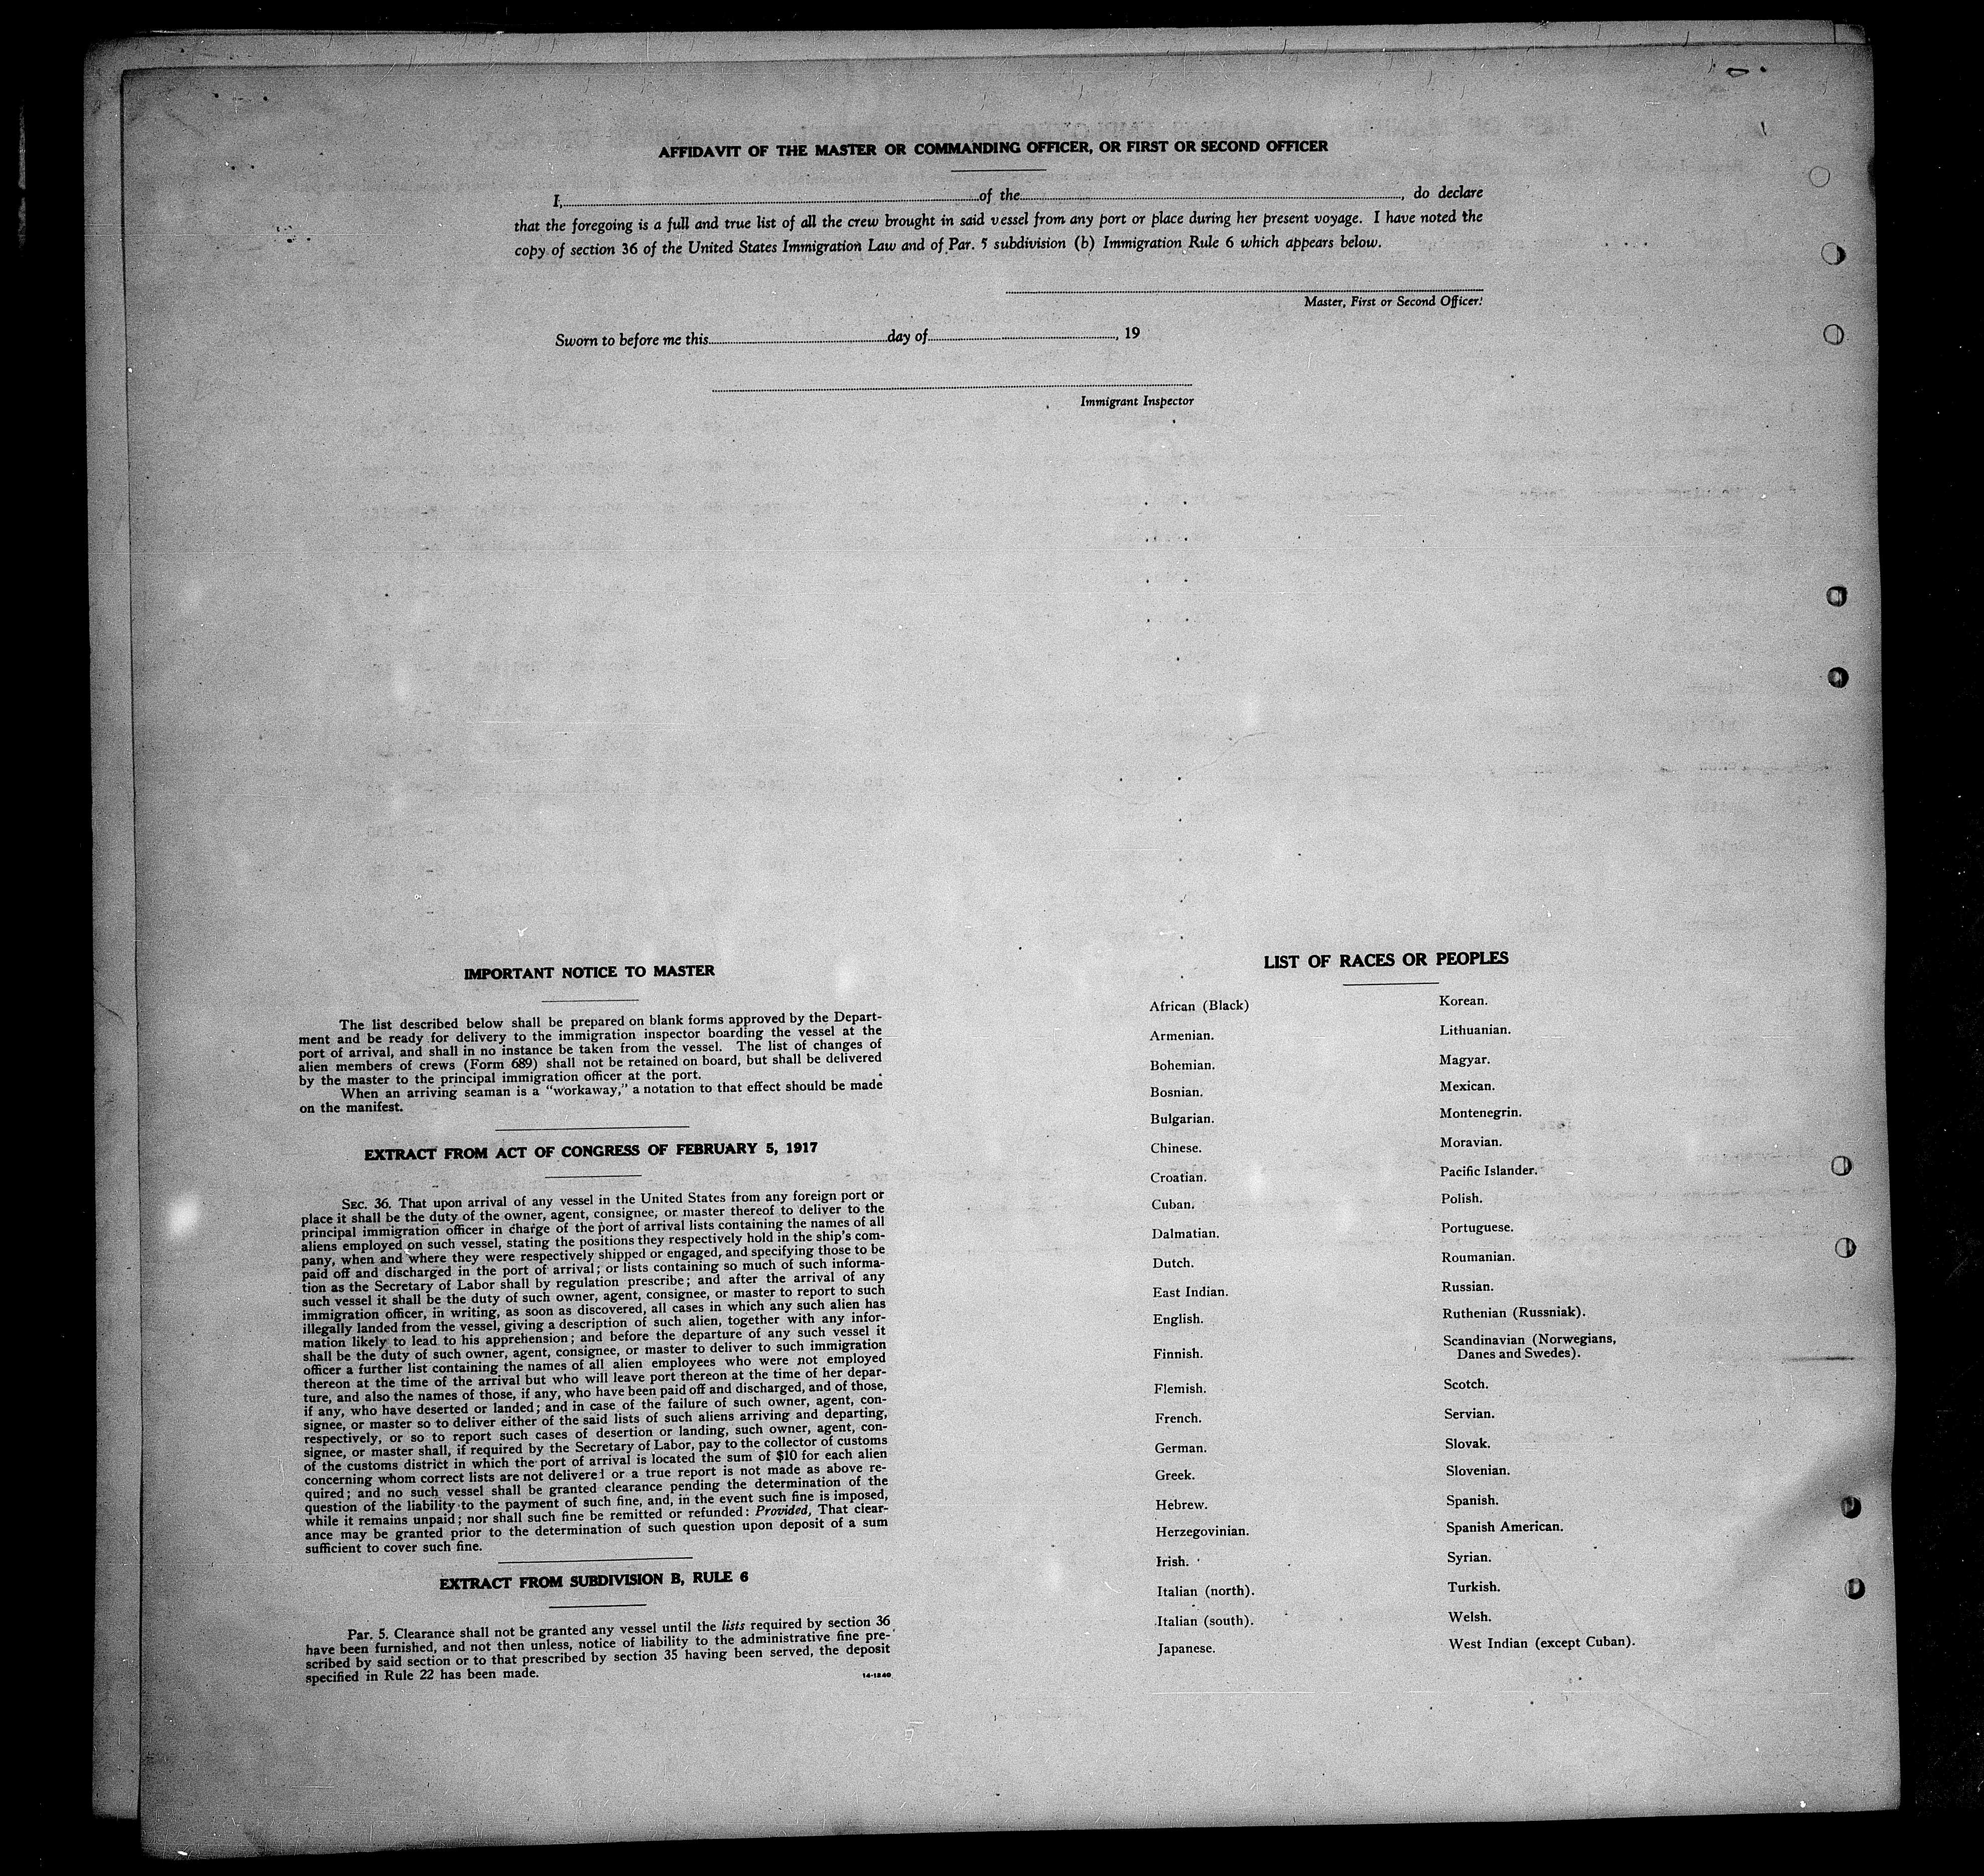 AFFIDAVIT OF THE MASTER OR COMMANDING OFFICER, OR FIRST OR SECOND OFFICER
I, of the , do declare
that the foregoing is a full and true list of all the crew brought in said vessel from any port or place during her present voyage. I have noted the
copy of section 36 of the United States Immigration Law and of Par. 5 subdivision (b) Immigration Rule 6 which appears below.
Master, First or Second Officer.
Sworn to before me this day of , 19
Immigrant Inspector
IMPORTANT NOTICE TO MASTER
The list described below shall be prepared on blank forms approved by the Depart-
ment and be ready for delivery to the immigration inspector boarding the vessel at the
port of arrival, and shall in no instance be taken from the vessel. The list of changes of
alien members of crews (Form 689) shall not be retained on board, but shall be delivered
by the master to the principal immigration officer at the port.
When an arriving seaman is a "workaway," a notation to that effect should be made
on the manifest.
EXTRACT FROM ACT OF CONGRESS OF FEBRUARY 5, 1917
SEC. 36. That upon arrival of any vessel in the United States from any foreign port or
place it shall be the duty of the owner, agent, consignee, or master thereof to deliver to the
principal immigration officer in charge of the port of arrival lists containing the names of all
aliens employed on such vessel, stating the positions they respectively hold in the ship's com-
pany, when and where they were respectively shipped or engaged, and specifying those to be
paid off and discharged in the port of arrival; or lists containing so much of such informa-
tion as the Secretary of Labor shall by regulation prescribe; and after the arrival of any
such vessel it shall be the duty of such owner, agent, consignee, or master to report to such
immigration officer, in writing, as soon as discovered, all cases in which any such alien has
illegally landed from the vessel, giving a description of such alien, together with any infor-
mation likely to lead to his apprehension; and before the departure of any such vessel it
shall be the duty of such owner, agent, consignee, or master to deliver to such immigration
officer a further list containing the names of all alien employees who were not employed
thereon at the time of the arrival but who will leave port thereon at the time of her depar-
ture, and also the names of those, if any, who have been paid off and discharged, and of those,
if any, who have deserted or landed; and in case of the failure of such owner, agent, con-
signee, or master so to deliver either of the said lists of such aliens arriving and departing,
respectively, or so to report such cases of desertion or landing, such owner, agent, con-
signee, or master shall, if required by the Secretary of Labor, pay to the collector of customs
of the customs district in which the port of arrival is located the sum of $10 for each alien
concerning whom correct lists are not delivered or a true report is not made as above re-
quired; and no such vessel shall be granted clearance pending the determination of the
question of the liability to the payment of such fine, and, in the event such fine is imposed,
while it remains unpaid; nor shall such fine be remitted or refunded: Provided, That clear-
ance may be granted prior to the determination of such question upon deposit of a sum
sufficient to cover such fine.
EXTRACT FROM SUBDIVISION B, RULE 6
Par. 5. Clearance shall not be granted any vessel until the lists required by section 36
have been furnished, and not then unless, notice of liability to the administrative fine pre-
scribed by said section or to that prescribed by section 35 having been served, the deposit
specified in Rule 22 has been made.
14-1240
LIST OF RACES OR PEOPLES
African (Black)
Armenian.
Bohemian.
Bosnian.
Bulgarian.
Chinese.
Croatian.
Cuban.
Dalmatian.
Dutch.
East Indian.
English.
Finnish.
Flemish.
French.
German.
Greek.
Hebrew.
Herzegovinian.
Irish.
Italian (north).
Italian (south).
Japanese.
Korean.
Lithuanian.
Magyar.
Mexican.
Montenegrin.
Moravian.
Pacific Islander.
Polish.
Portuguese.
Roumanian.
Russian.
Ruthenian (Russniak).
Scandinavian (Norwegians,
Danes and Swedes).
Scotch.
Servian.
Slovak.
Slovenian.
Spanish.
Spanish American.
Syrian.
Turkish.
Welsh.
West Indian (except Cuban).